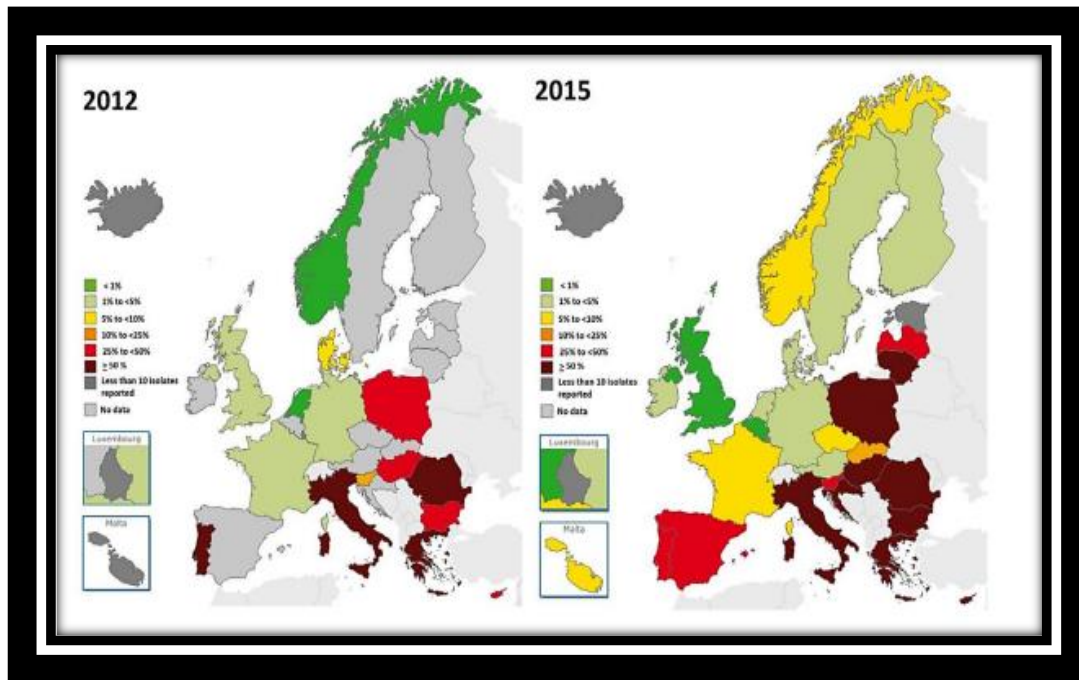 2012
< 1%
1% to <5%
5% to <10%
10% to <25%
25% to <50%
≥ 50 %
Less than 10 isolates
reported
No data
Luxembourg
Malta
2015
< 1%
1% to <5%
5% to <10%
10% to <25%
25% to <50%
≥ 50 %
Less than 10 isolates
reported
No data
Luxembourg
Malta